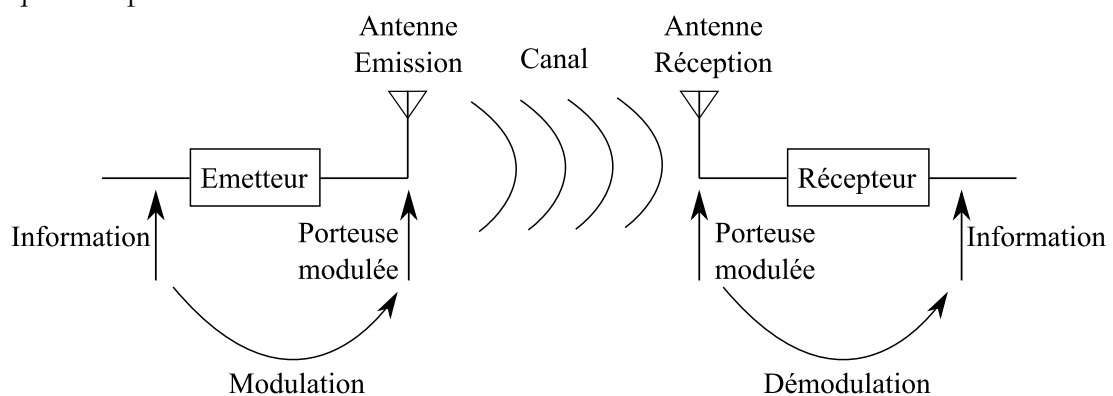 Antenne
Emission
Canal
Antenne
Réception
Emetteur
Récepteur
Information
Porteuse
modulée
Porteuse
modulée
Information
Modulation
Démodulation